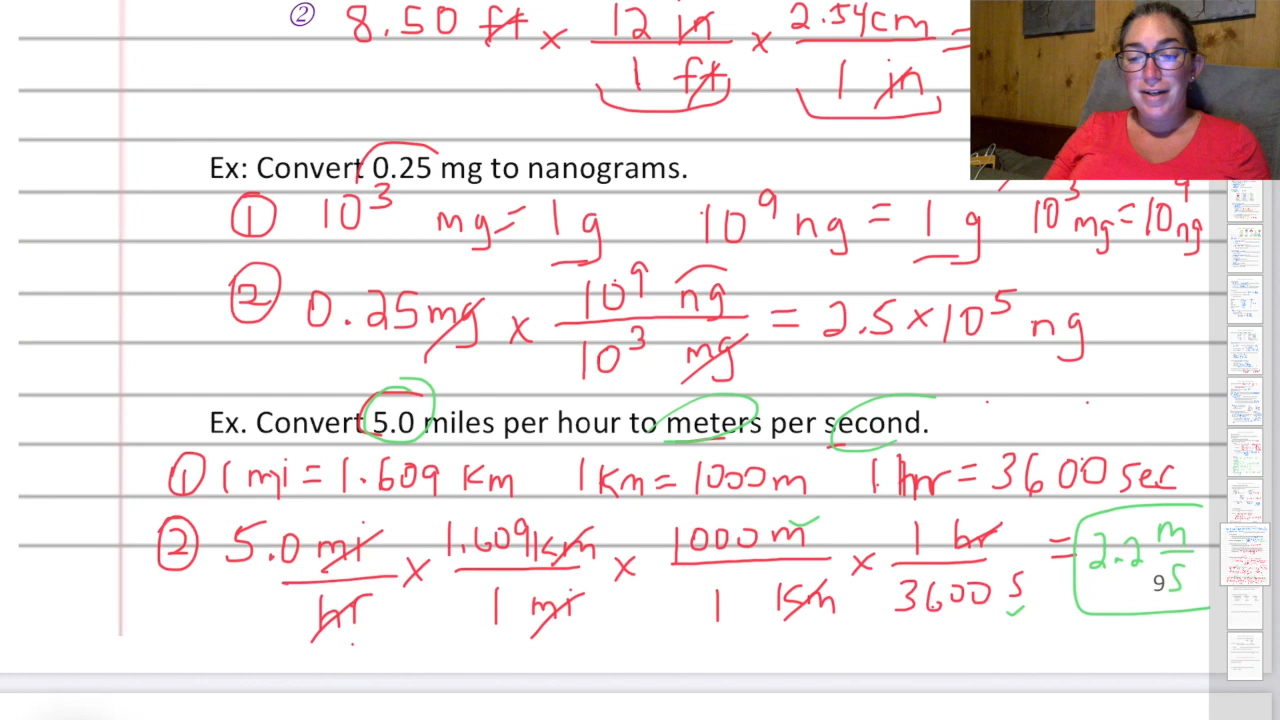 ② 8.50 ft × 12 in / 1 ft × 2.54cm / 1 in =
Ex: Convert 0.25 mg to nanograms.
① 10³ mg = 1 g 10⁹ ng = 1 g 10³ mg = 10⁹ ng
② 0.25 mg × 10⁹ ng / 10³ mg = 2.5 × 10⁵ ng
Ex. Convert 5.0 miles per hour to meters per second.
① 1 mi = 1.609 Km 1 Km = 1000 m 1 hr = 3600 sec
② 5.0 mi / hr × 1.609 km / 1 mi × 1000 m / 1 km × 1 hr / 3600 s = 2.2 m / s
9